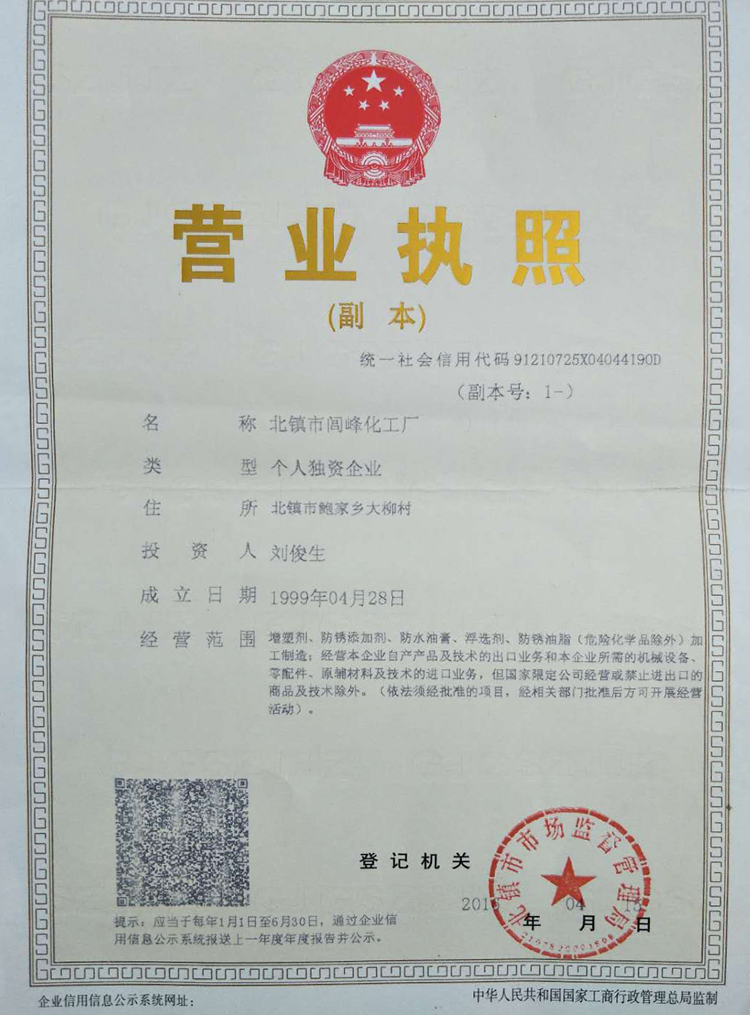 营业执照
(副 本)
统一社会信用代码 91210725X04044190D
（副本号：1-）
名 称 北镇市闾峰化工厂
类 型 个人独资企业
住 所 北镇市鲍家乡大柳村
投 资 人 刘俊生
成 立 日 期 1999年04月28日
经 营 范 围 增塑剂、防锈添加剂、防水油膏、浮选剂、防锈油脂（危险化学品除外）加
工制造；经营本企业自产产品及技术的出口业务和本企业所需的机械设备、
零配件、原辅材料及技术的进口业务，但国家限定公司经营或禁止进出口的
商品及技术除外。（依法须经批准的项目，经相关部门批准后方可开展经营
活动）。
登 记 机 关
北镇市市场监督管理局
年 04 月 日
提示：应当于每年1月1日至6月30日，通过企业信
用信息公示系统报送上一年度年度报告并公示。
企业信用信息公示系统网址：
中华人民共和国国家工商行政管理总局监制